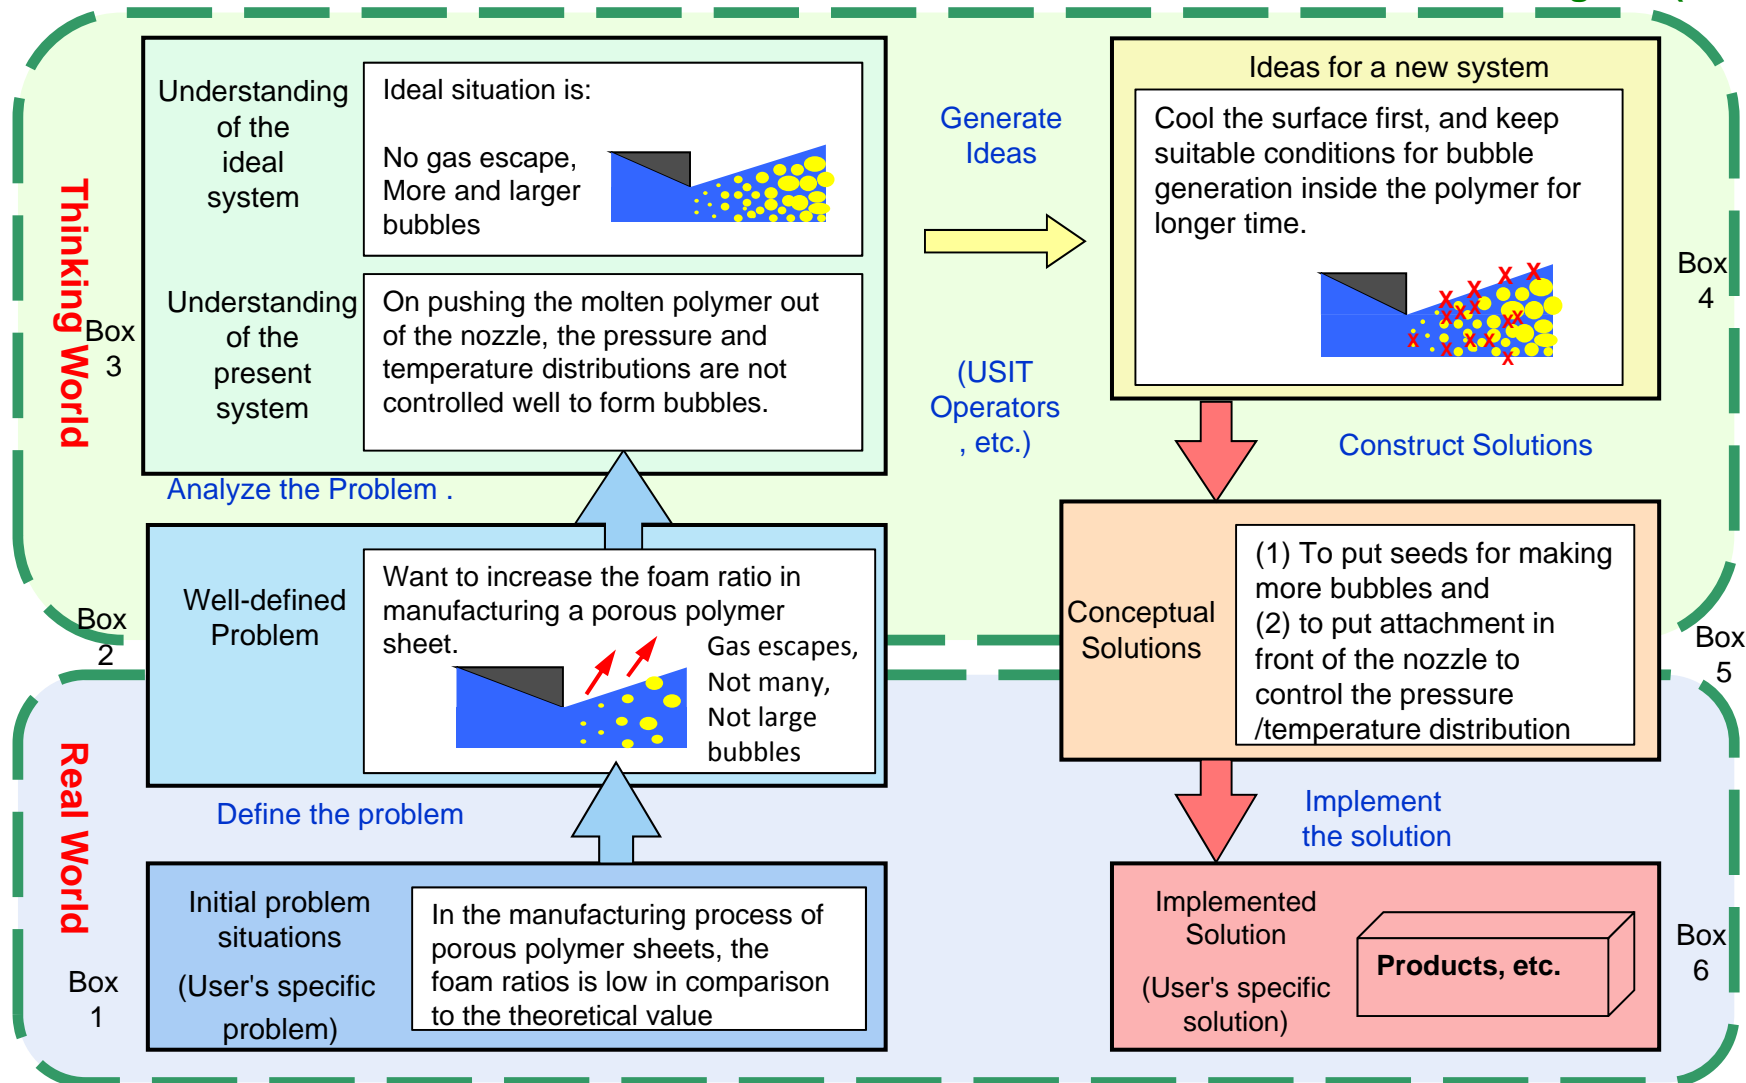 Understanding
of the
ideal
system
Ideal situation is:
No gas escape,
More and larger
bubbles
Understanding
of the
present
system
On pushing the molten polymer out
of the nozzle, the pressure and
temperature distributions are not
controlled well to form bubbles.
Thinking World
Box
3
Generate
Ideas
(USIT
Operators
, etc.)
Ideas for a new system
Cool the surface first, and keep
suitable conditions for bubble
generation inside the polymer for
longer time.
X X X X X X X X X X X X X X X X
Box
4
Analyze the Problem .
Construct Solutions
Well-defined
Problem
Want to increase the foam ratio in
manufacturing a porous polymer
sheet.
Gas escapes,
Not many,
Not large
bubbles
Box
2
Conceptual
Solutions
(1) To put seeds for making
more bubbles and
(2) to put attachment in
front of the nozzle to
control the pressure
/temperature distribution
Box
5
Real World
Define the problem
Implement
the solution
Initial problem
situations
(User's specific
problem)
In the manufacturing process of
porous polymer sheets, the
foam ratios is low in comparison
to the theoretical value
Box
1
Implemented
Solution
(User's specific
solution)
Products, etc.
Box
6